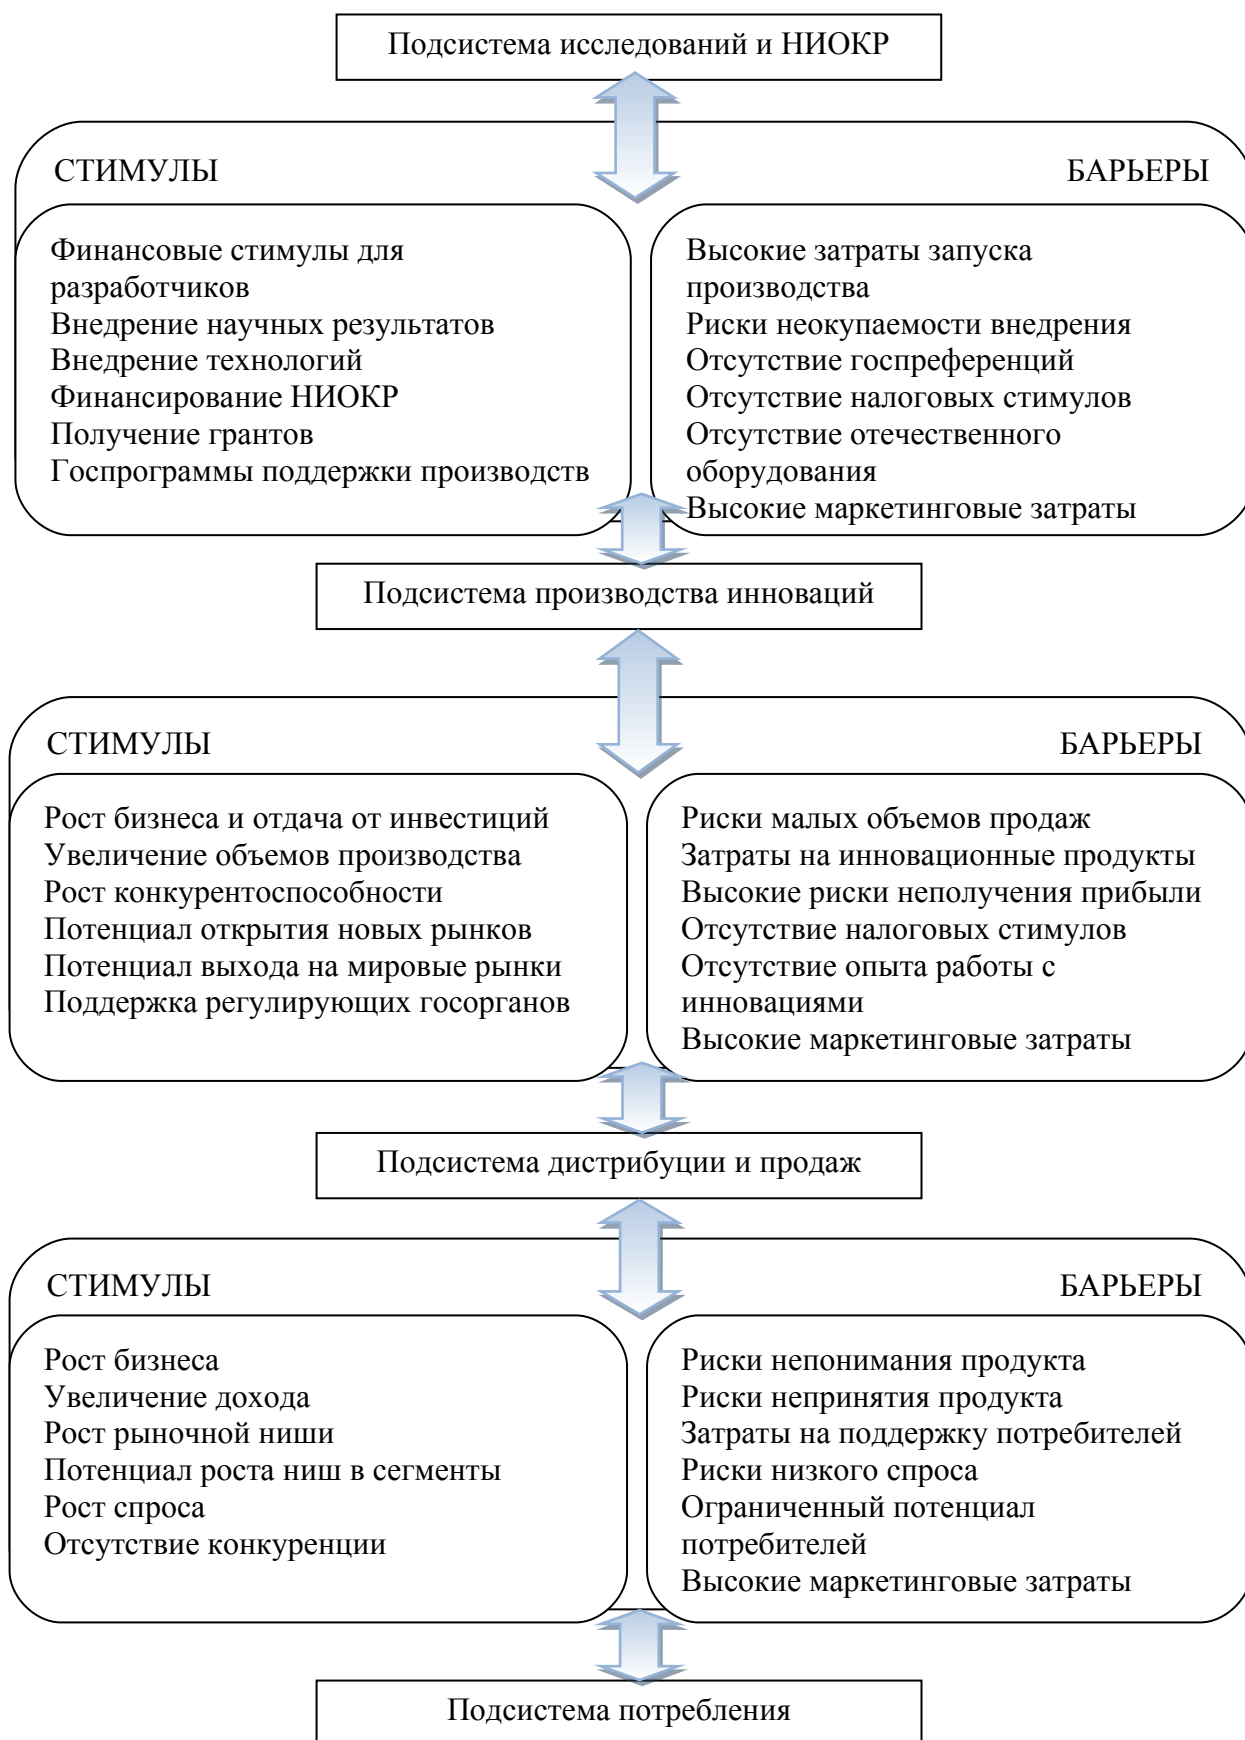 Подсистема исследований и НИОКР
СТИМУЛЫ
БАРЬЕРЫ
Финансовые стимулы для
разработчиков
Внедрение научных результатов
Внедрение технологий
Финансирование НИОКР
Получение грантов
Госпрограммы поддержки производств
Высокие затраты запуска
производства
Риски неокупаемости внедрения
Отсутствие госпреференций
Отсутствие налоговых стимулов
Отсутствие отечественного
оборудования
Высокие маркетинговые затраты
Подсистема производства инноваций
СТИМУЛЫ
БАРЬЕРЫ
Рост бизнеса и отдача от инвестиций
Увеличение объемов производства
Рост конкурентоспособности
Потенциал открытия новых рынков
Потенциал выхода на мировые рынки
Поддержка регулирующих госорганов
Риски малых объемов продаж
Затраты на инновационные продукты
Высокие риски неполучения прибыли
Отсутствие налоговых стимулов
Отсутствие опыта работы с
инновациями
Высокие маркетинговые затраты
Подсистема дистрибуции и продаж
СТИМУЛЫ
БАРЬЕРЫ
Рост бизнеса
Увеличение дохода
Рост рыночной ниши
Потенциал роста ниш в сегменты
Рост спроса
Отсутствие конкуренции
Риски непонимания продукта
Риски непринятия продукта
Затраты на поддержку потребителей
Риски низкого спроса
Ограниченный потенциал
потребителей
Высокие маркетинговые затраты
Подсистема потребления